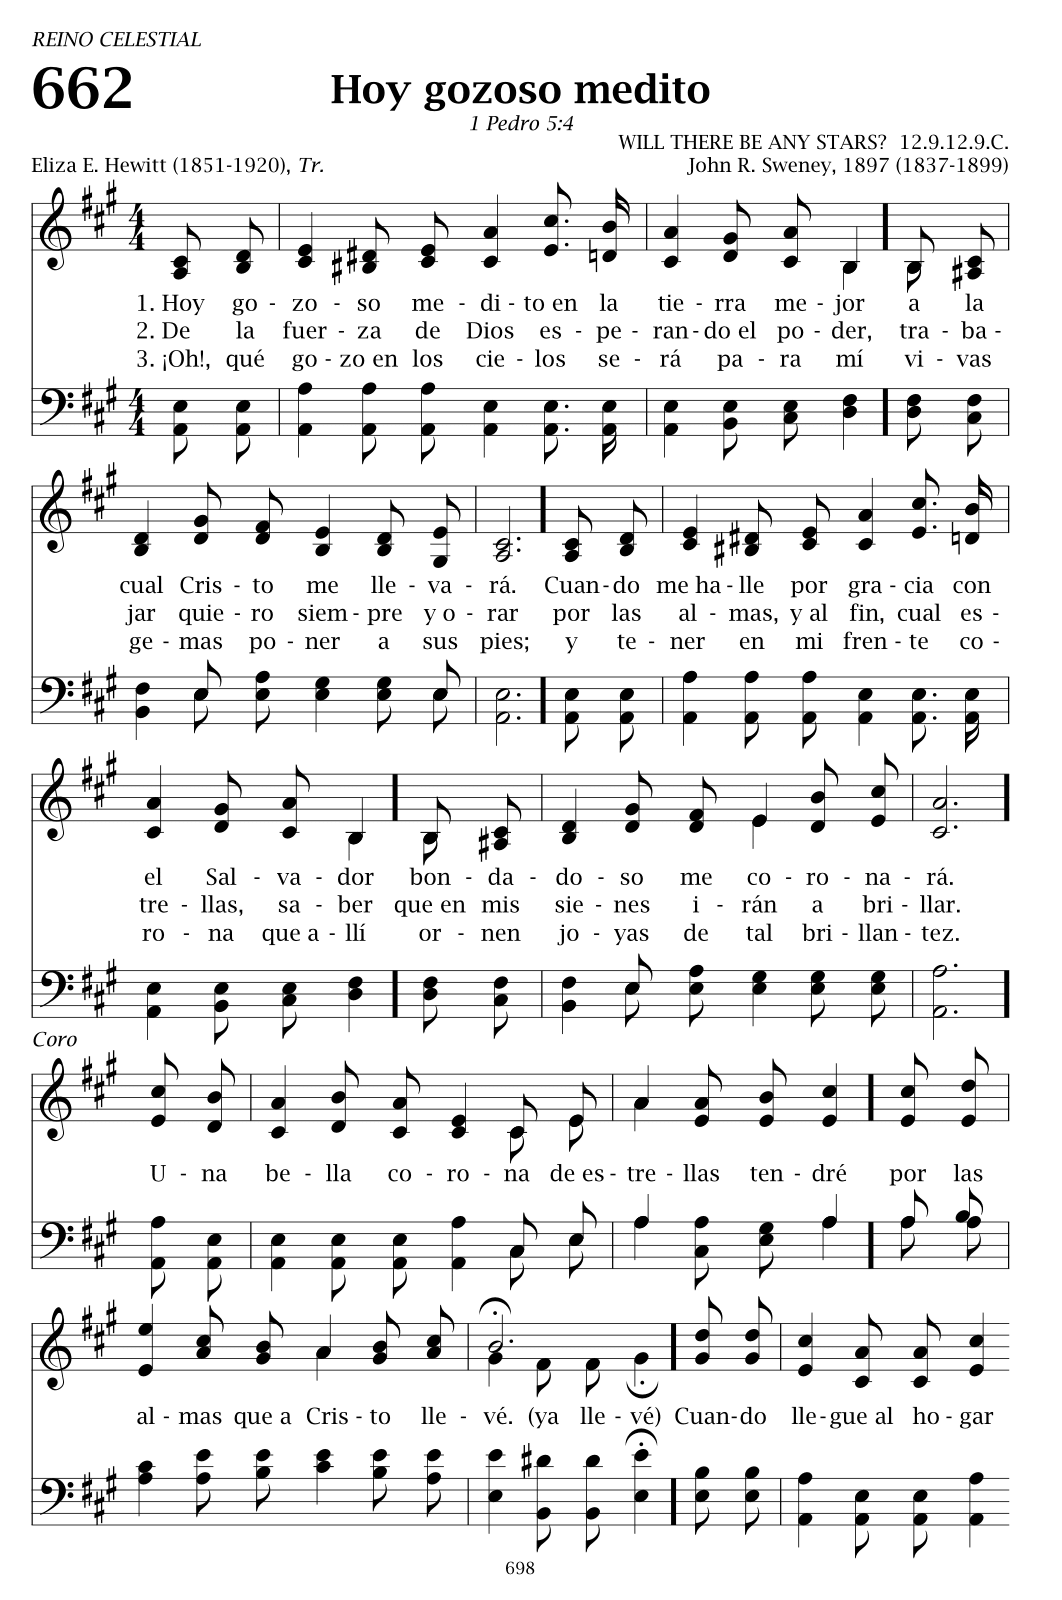 REINO CELESTIAL
662
Hoy gozoso medito
1 Pedro 5:4
WILL THERE BE ANY STARS? 12.9.12.9.C.
Eliza E. Hewitt (1851-1920), Tr.
John R. Sweney, 1897 (1837-1899)
1. Hoy go - zo - so me - di - to en la tie - rra me - jor a la
2. De la fuer - za de Dios es - pe - ran - do el po - der, tra - ba -
3. ¡Oh!, qué go - zo en los cie - los se - rá pa - ra mí vi - vas
cual Cris - to me lle - va - rá. Cuan - do me ha - lle por gra - cia con
jar quie - ro siem - pre y o - rar por las al - mas, y al fin, cual es -
ge - mas po - ner a sus pies; y te - ner en mi fren - te co -
el Sal - va - dor bon - da - do - so me co - ro - na - rá.
tre - llas, sa - ber que en mis sie - nes i - rán a bri - llar.
ro - na que a - llí or - nen jo - yas de tal bri - llan - tez.
Coro
U - na be - lla co - ro - na de es - tre - llas ten - dré por las
al - mas que a Cris - to lle - vé. (ya lle - vé) Cuan - do lle - gue al ho - gar
698